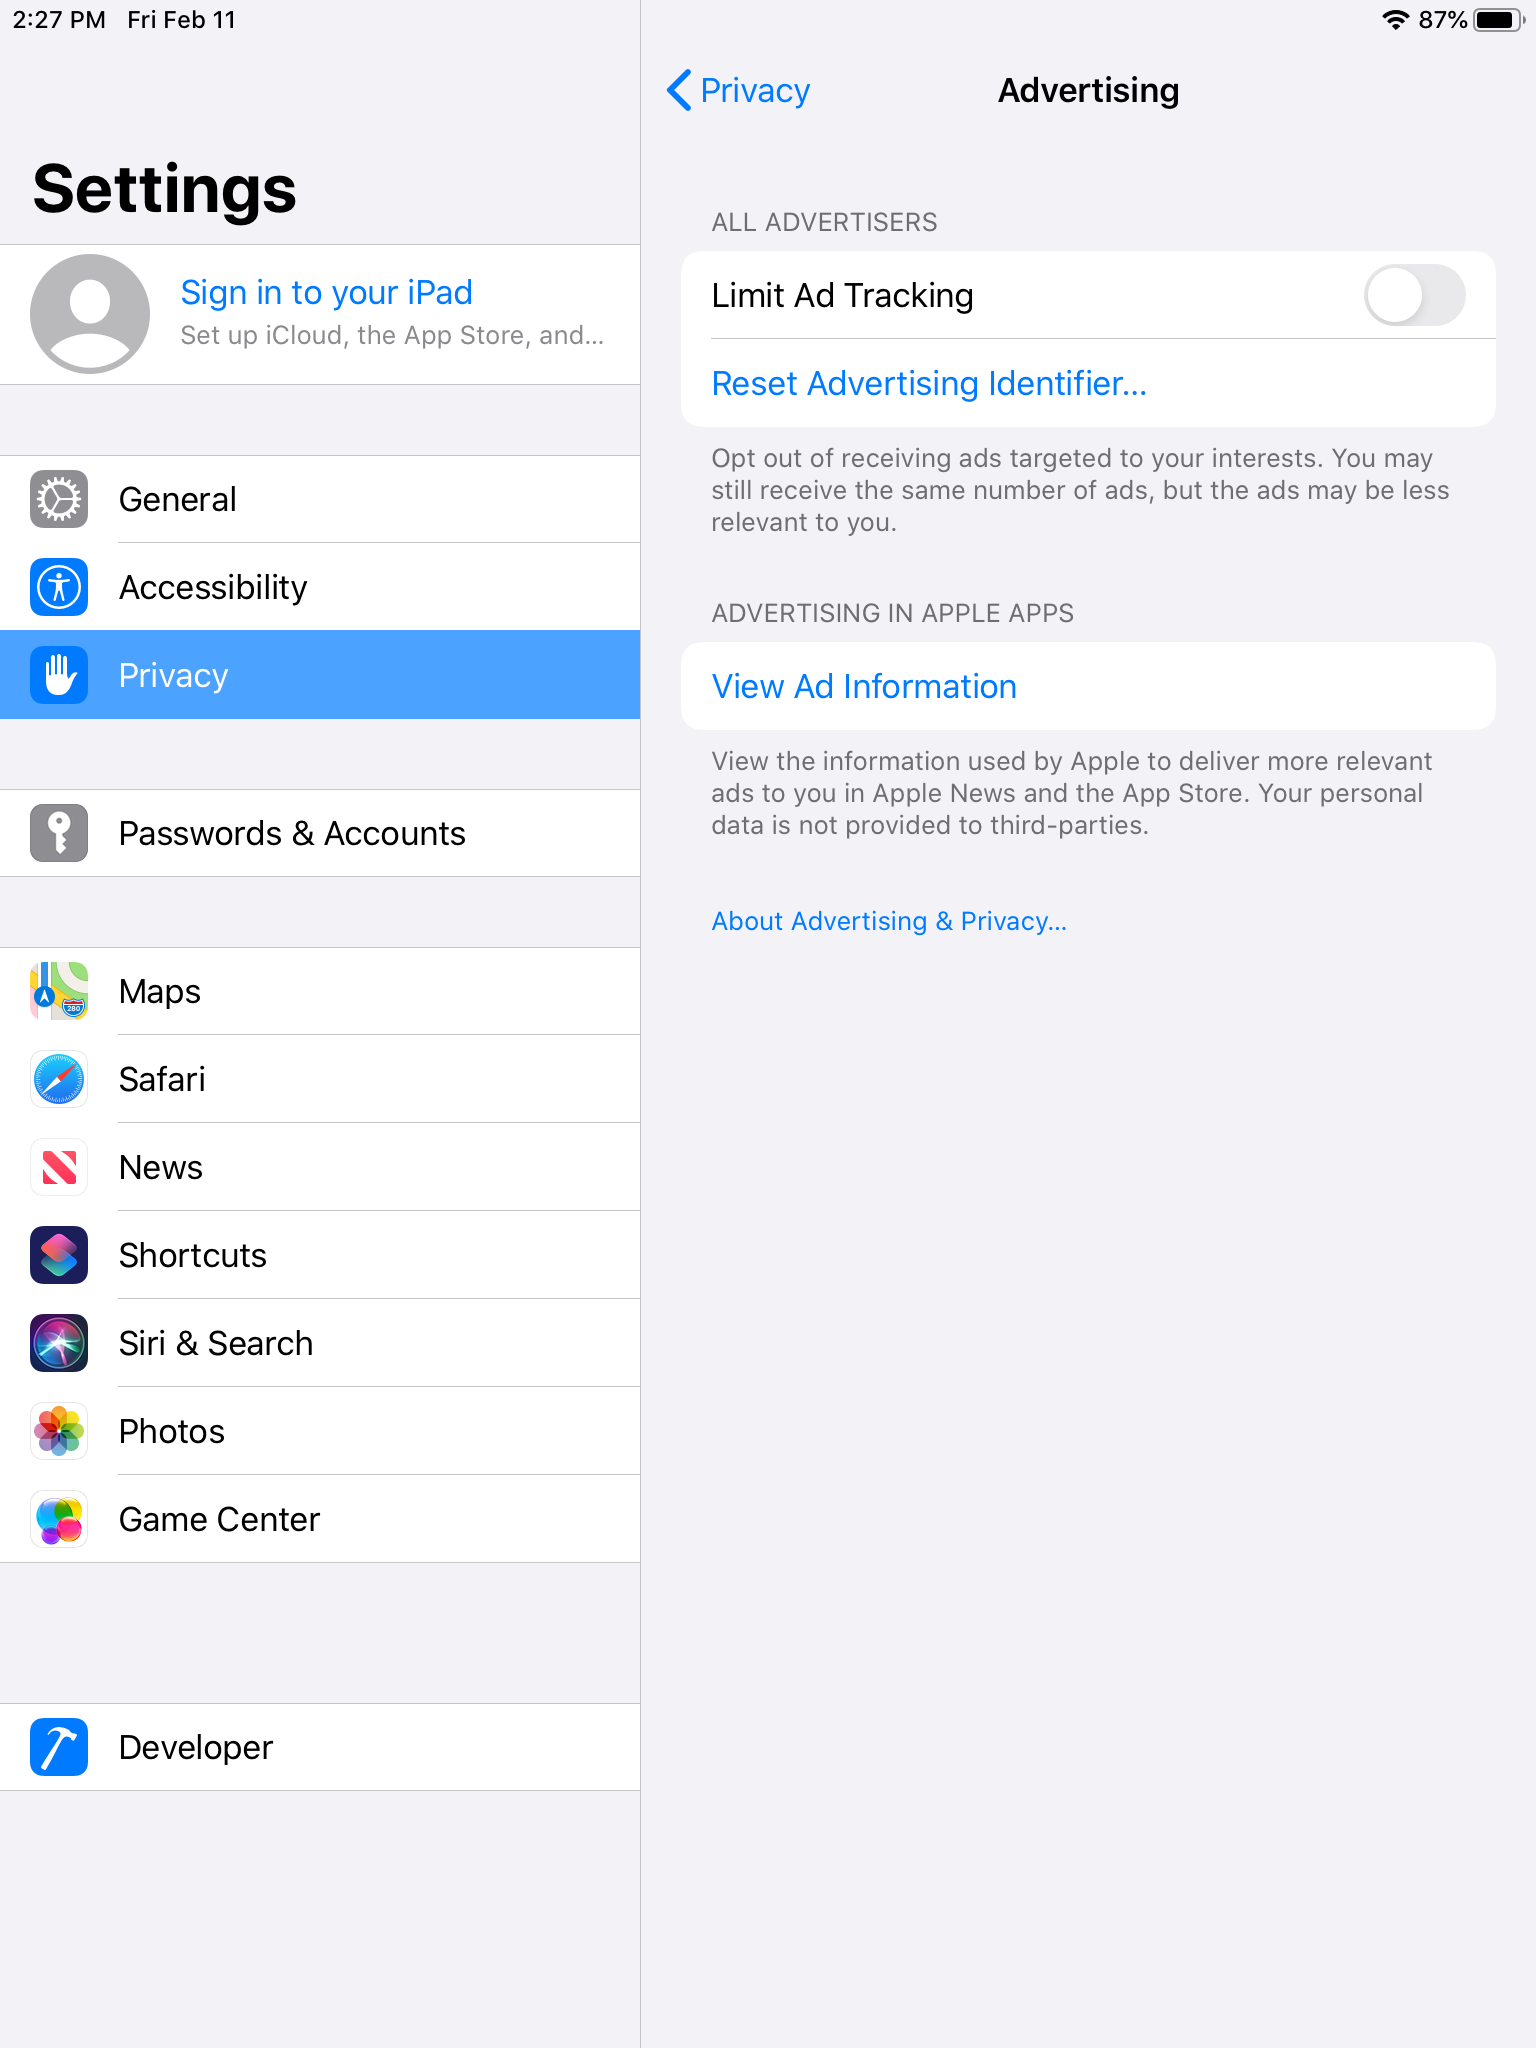 2:27 PM Fri Feb 11
87%
Settings
Sign in to your iPad
Set up iCloud, the App Store, and...
General
Accessibility
Privacy
Passwords & Accounts
Maps
280
Safari
News
Shortcuts
Siri & Search
Photos
Game Center
Developer
Privacy
Advertising
ALL ADVERTISERS
Limit Ad Tracking
Reset Advertising Identifier...
Opt out of receiving ads targeted to your interests. You may
still receive the same number of ads, but the ads may be less
relevant to you.
ADVERTISING IN APPLE APPS
View Ad Information
View the information used by Apple to deliver more relevant
ads to you in Apple News and the App Store. Your personal
data is not provided to third-parties.
About Advertising & Privacy...